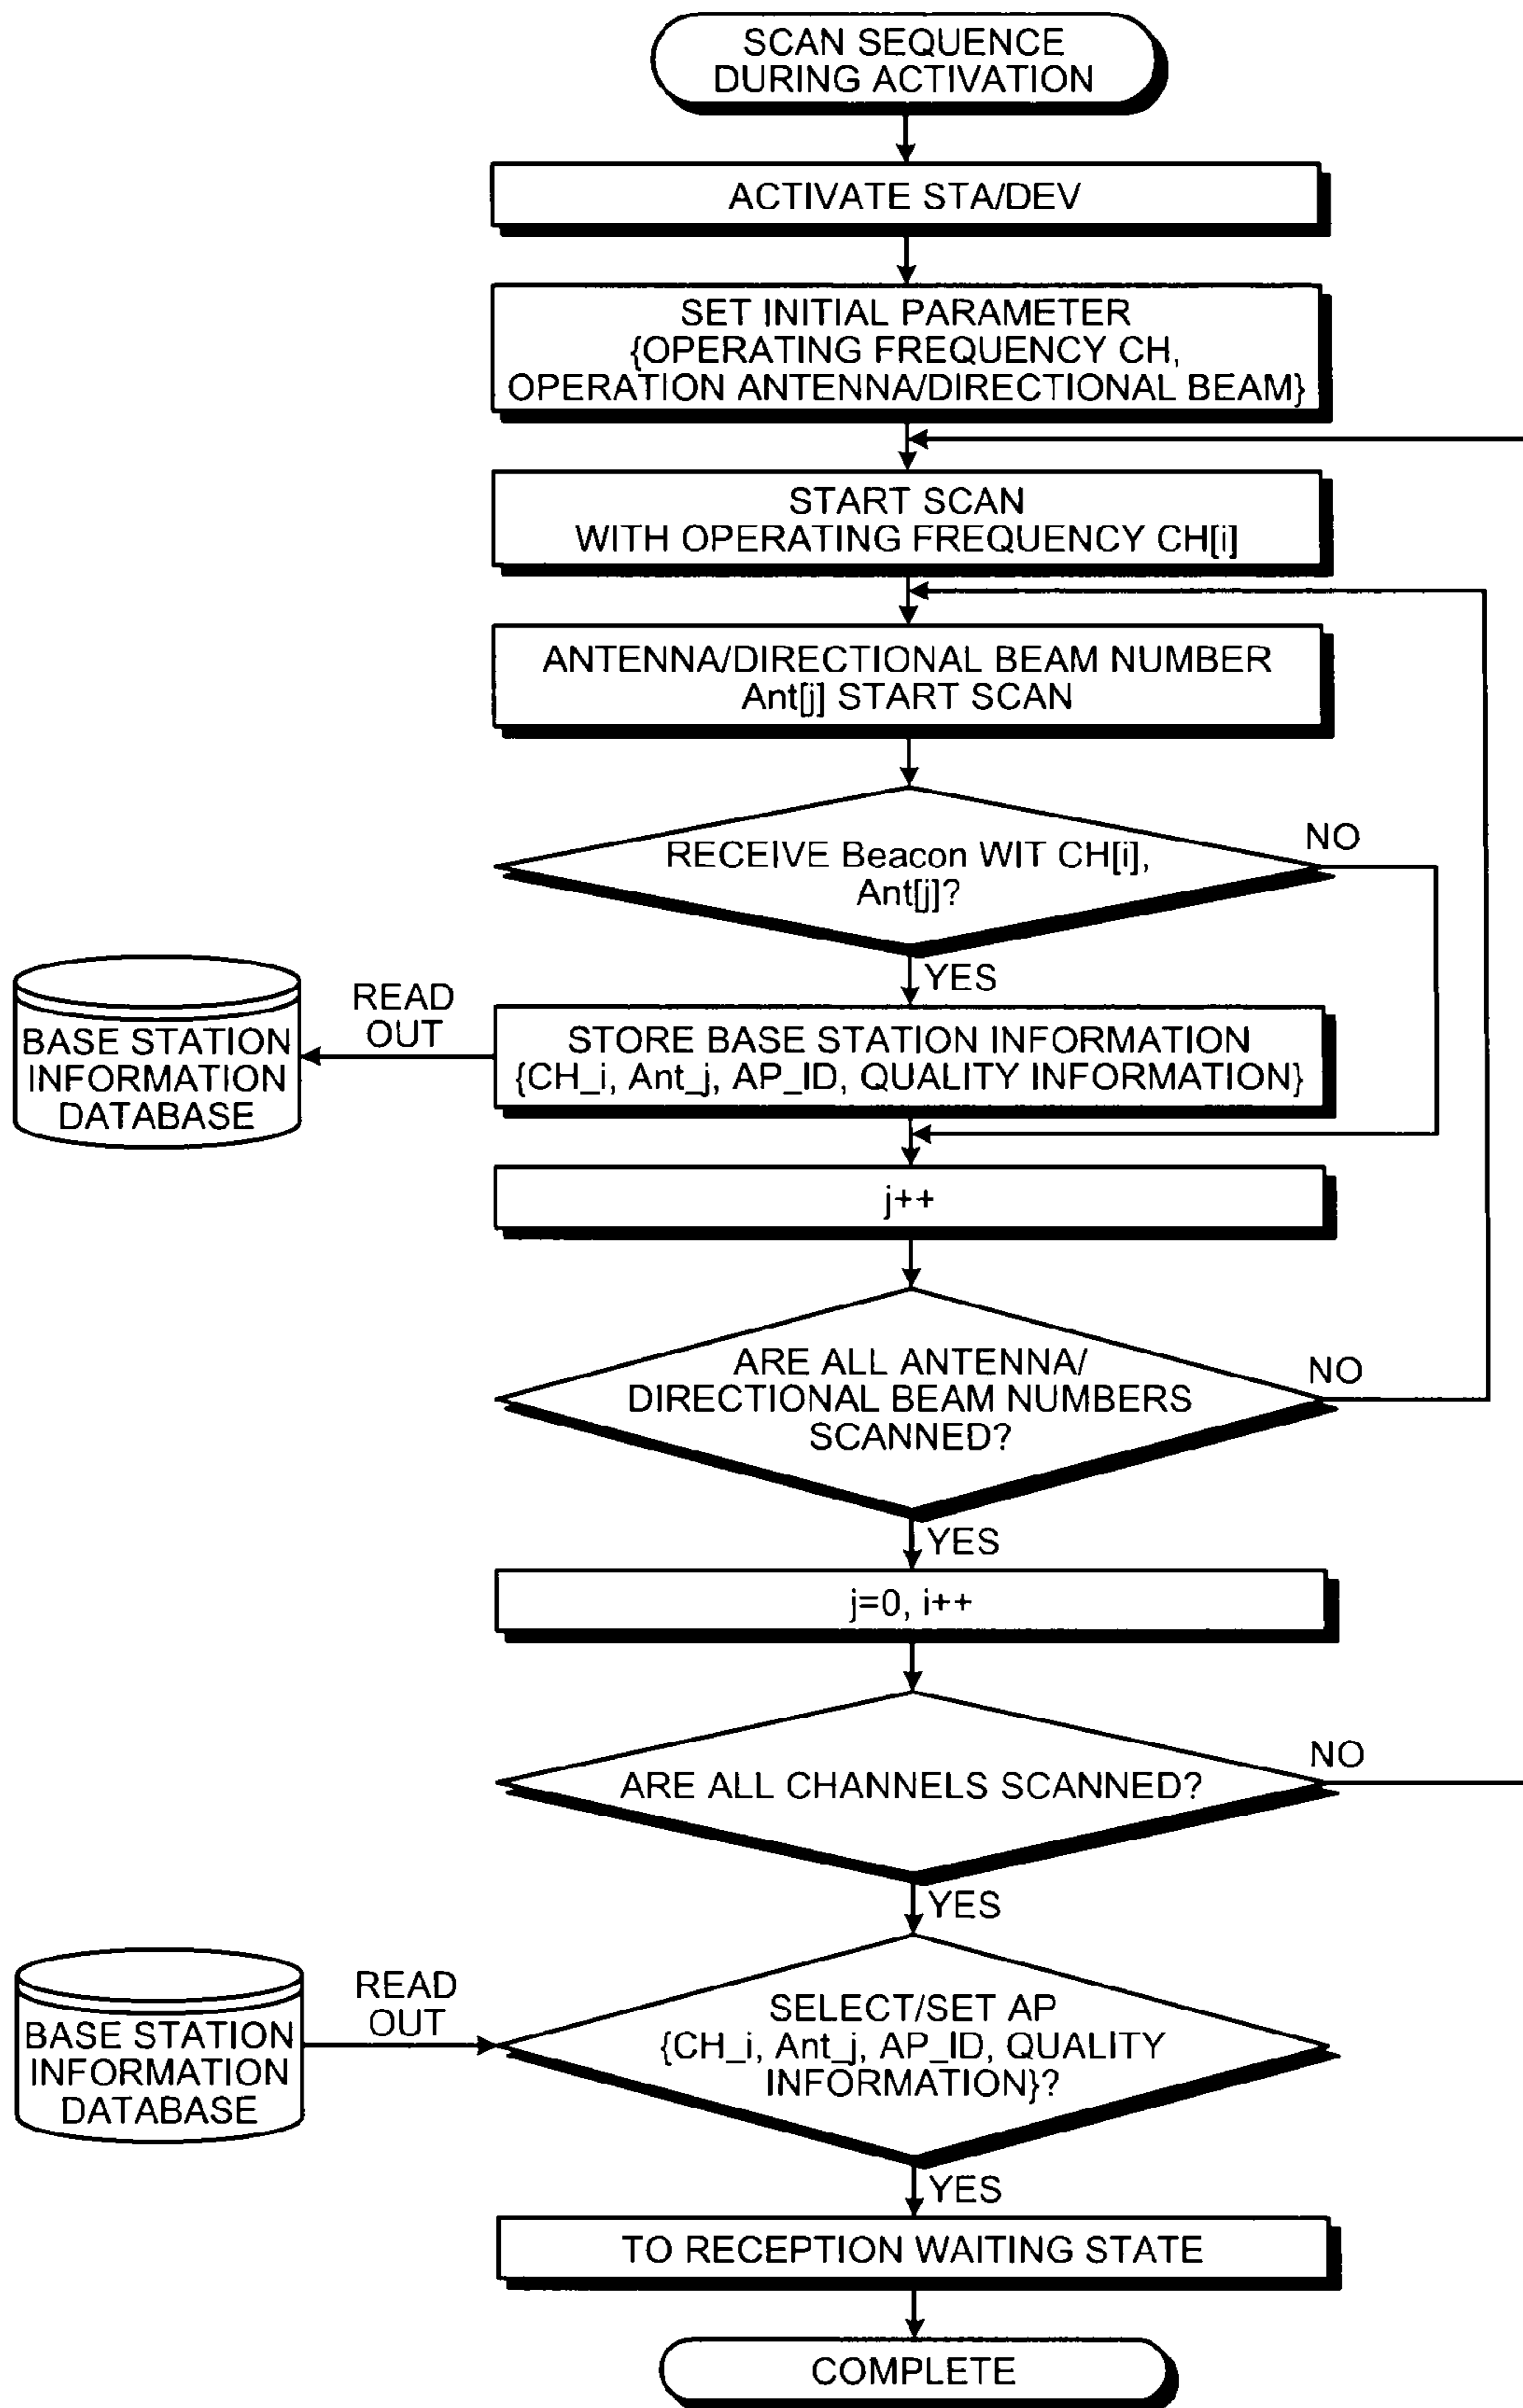 SCAN SEQUENCE
DURING ACTIVATION
ACTIVATE STA/DEV
SET INITIAL PARAMETER
{OPERATING FREQUENCY CH,
OPERATION ANTENNA/DIRECTIONAL BEAM}
START SCAN
WITH OPERATING FREQUENCY CH[i]
ANTENNA/DIRECTIONAL BEAM NUMBER
Ant[j] START SCAN
RECEIVE Beacon WIT CH[i],
Ant[j]?
NO
YES
READ
OUT
BASE STATION
INFORMATION
DATABASE
STORE BASE STATION INFORMATION
{CH_i, Ant_j, AP_ID, QUALITY INFORMATION}
j++
ARE ALL ANTENNA/
DIRECTIONAL BEAM NUMBERS
SCANNED?
NO
YES
j=0, i++
ARE ALL CHANNELS SCANNED?
NO
YES
READ
OUT
BASE STATION
INFORMATION
DATABASE
SELECT/SET AP
{CH_i, Ant_j, AP_ID, QUALITY
INFORMATION}?
YES
TO RECEPTION WAITING STATE
COMPLETE